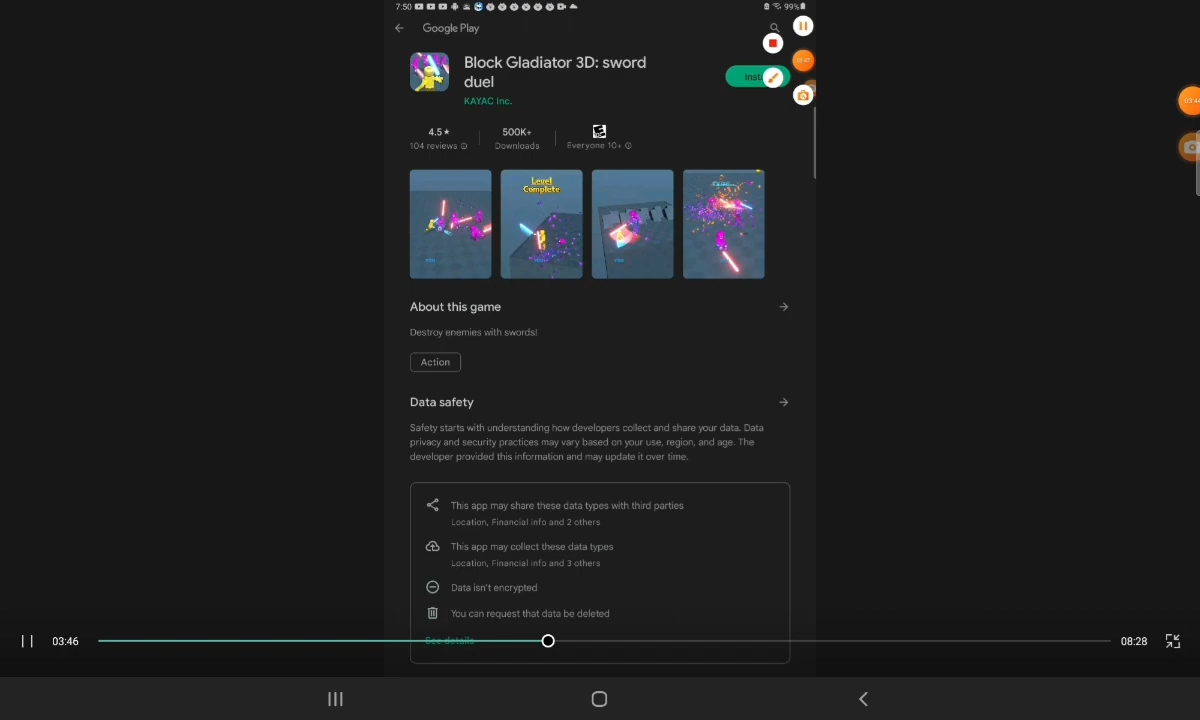 7:50
99%
Google Play
Block Gladiator 3D: sword
duel
KAYAC Inc.
4.5★
104 reviews
500K+
Downloads
Everyone 10+
Level
Complete
About this game
Destroy enemies with swords!
Action
Data safety
Safety starts with understanding how developers collect and share your data. Data
privacy and security practices may vary based on your use, region, and age. The
developer provided this information and may update it over time.
This app may share these data types with third parties
Location, Financial info and 2 others
This app may collect these data types
Location, Financial info and 3 others
Data isn't encrypted
You can request that data be deleted
See details
03:46
08:28